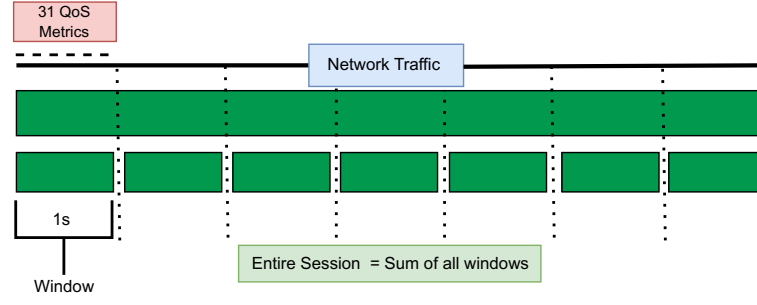 31 QoS
Metrics
Network Traffic
1s
Entire Session = Sum of all windows
Window